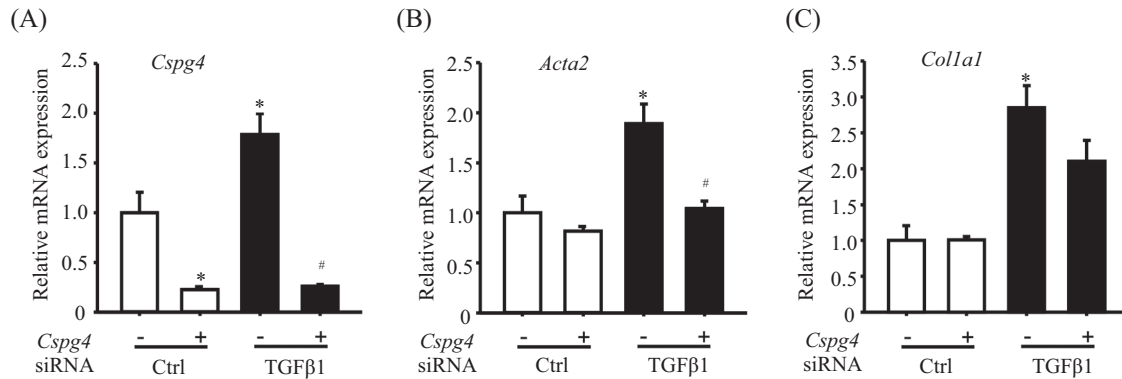 (A)
Cspg4
Relative mRNA expression
2.5
2.0
1.5
1.0
0.5
0
*
*
#
Cspg4 - + - +
siRNA Ctrl TGFβ1
(B)
Acta2
Relative mRNA expression
2.5
2.0
1.5
1.0
0.5
0
*
#
Cspg4 - + - +
siRNA Ctrl TGFβ1
(C)
Col1a1
Relative mRNA expression
3.5
3.0
2.5
2.0
1.5
1.0
0.5
0
*
Cspg4 - + - +
siRNA Ctrl TGFβ1